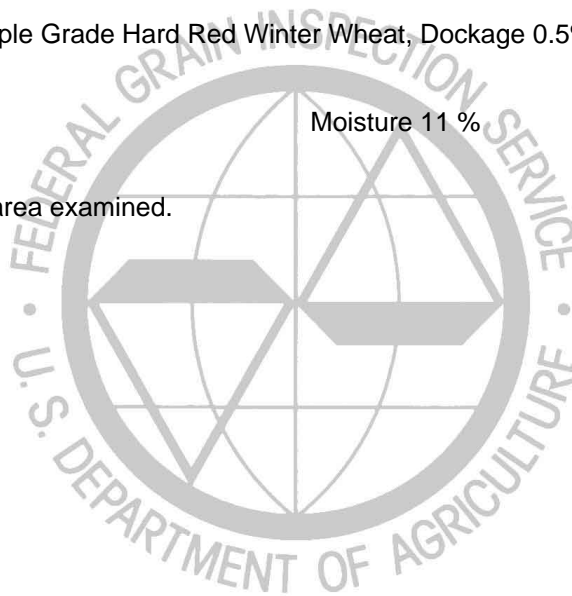 ple Grade Hard Red Winter Wheat, Dockage 0.5
Moisture 11 %
area examined.
FEDERAL GRAIN INSPECTION SERVICE
• U. S. DEPARTMENT OF AGRICULTURE •